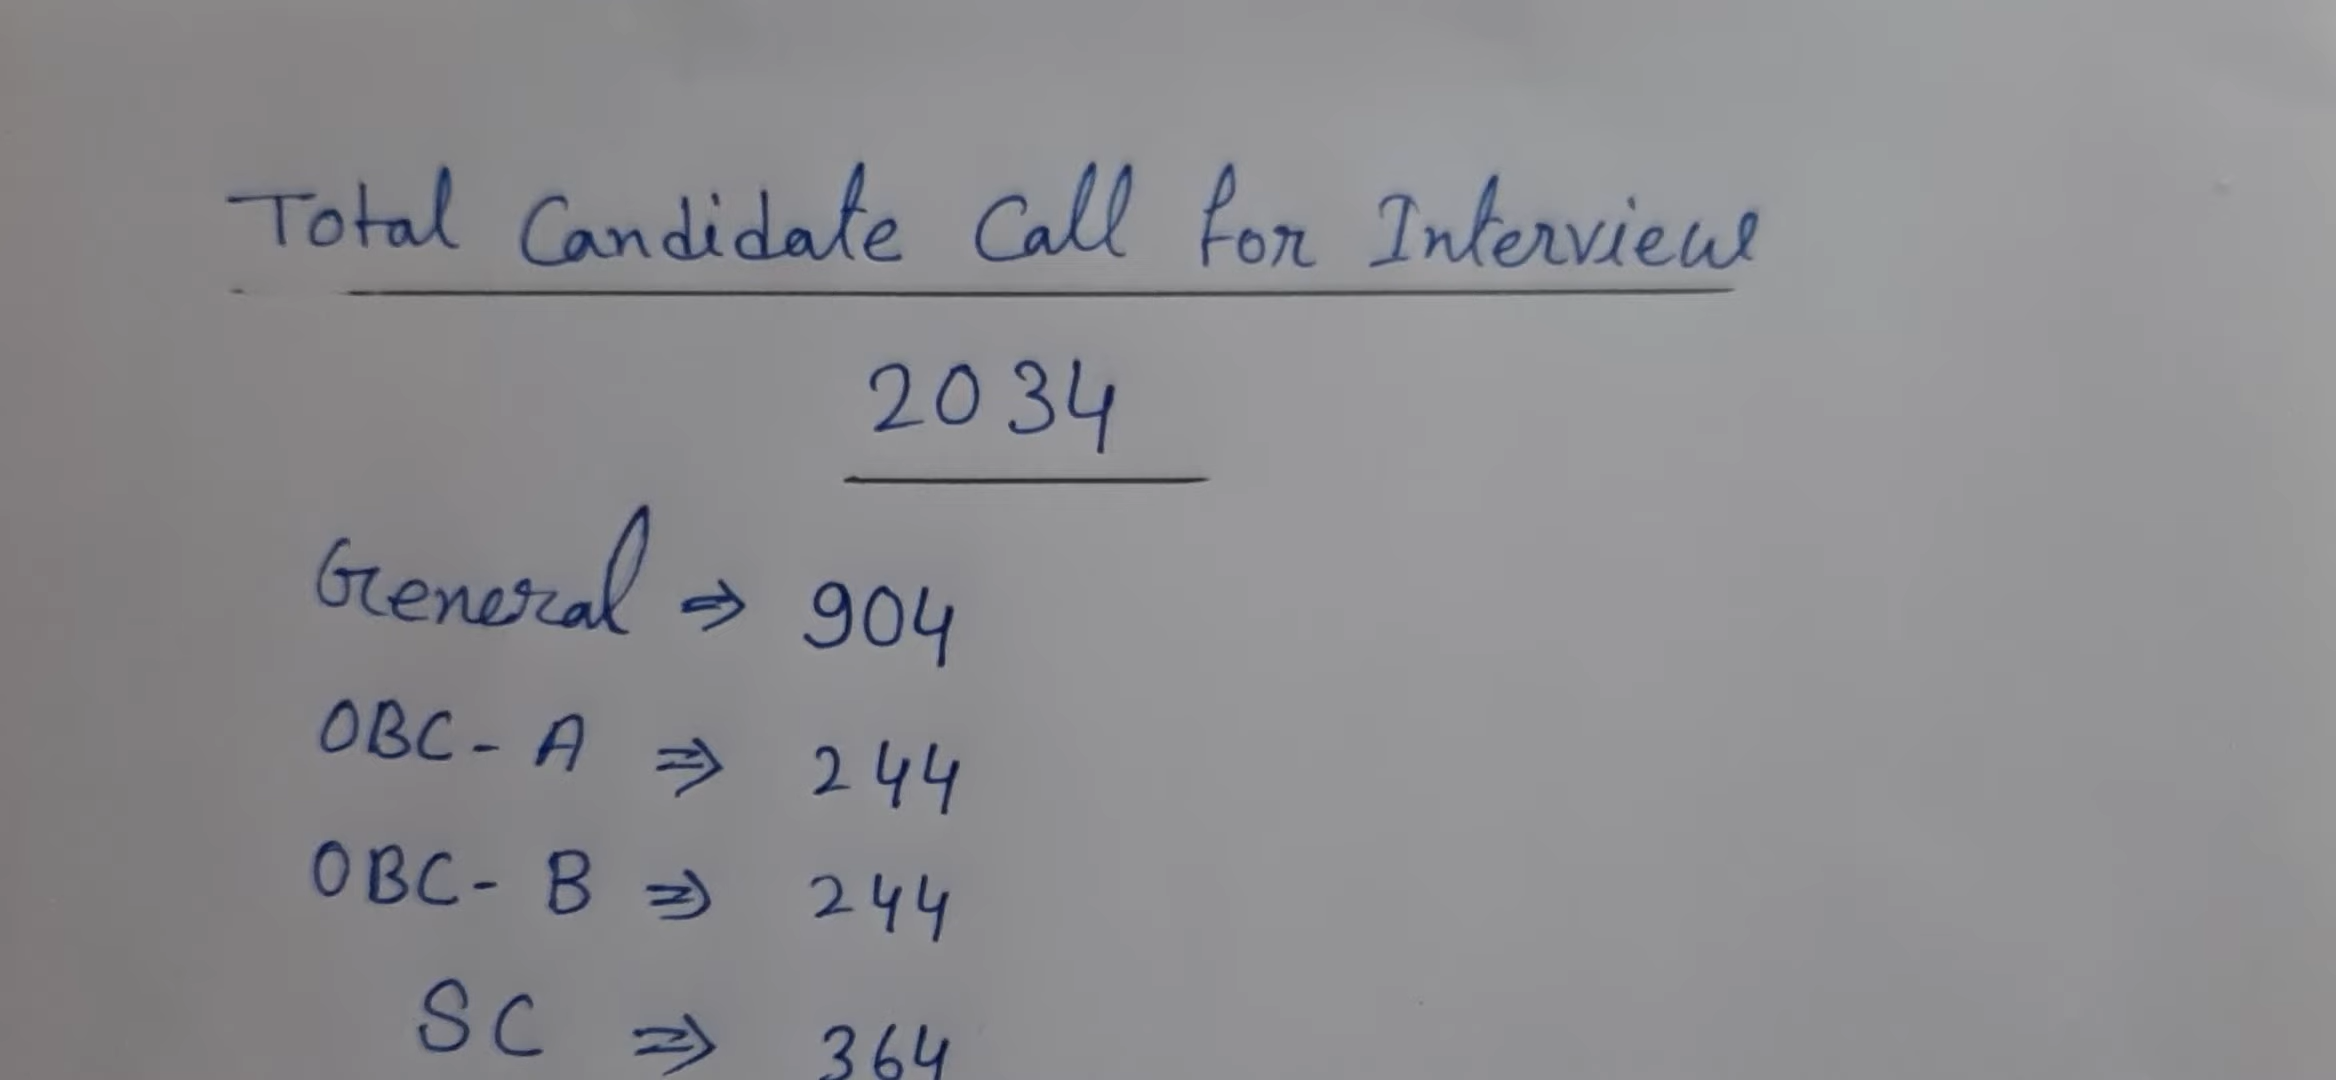 Total Candidate Call for Interview
2034
General ⇒ 904
OBC - A ⇒ 244
OBC - B ⇒ 244
SC ⇒ 364